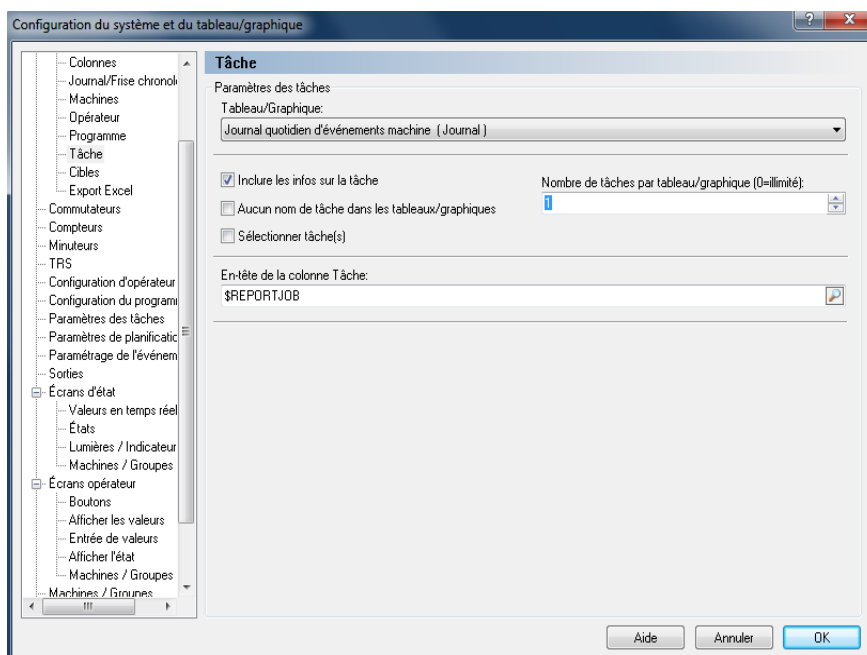 Configuration du système et du tableau/graphique
Colonnes
Journal/Frise chronol
Machines
Opérateur
Programme
Tâche
Cibles
Export Excel
Commutateurs
Compteurs
Minuteurs
TRS
Configuration d'opérateur
Configuration du program
Paramètres des tâches
Paramètres de planificatic
Paramétrage de l'événem
Sorties
Écrans d'état
Valeurs en temps réel
États
Lumières / Indicateur
Machines / Groupes
Écrans opérateur
Boutons
Afficher les valeurs
Entrée de valeurs
Afficher l'état
Machines / Groupes
Machines / Groupes
Tâche
Paramètres des tâches
Tableau/Graphique:
Journal quotidien d'événements machine ( Journal )
Inclure les infos sur la tâche
Aucun nom de tâche dans les tableaux/graphiques
Sélectionner tâche(s)
Nombre de tâches par tableau/graphique (0=illimité):
1
En-tête de la colonne Tâche:
$REPORTJOB
Aide
Annuler
OK